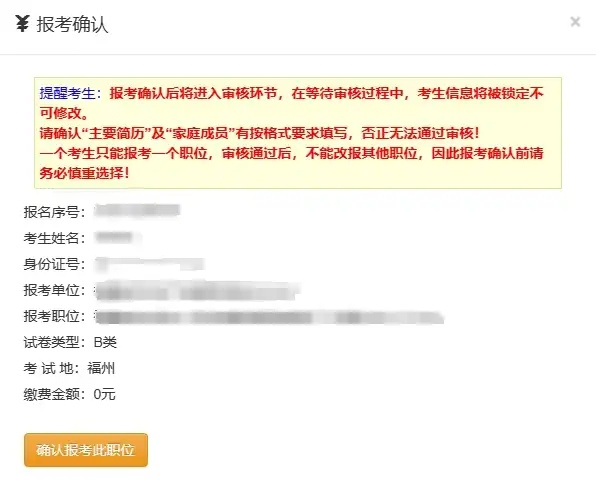 报考确认
×
提醒考生：报考确认后将进入审核环节，在等待审核过程中，考生信息将被锁定不
可修改。
请确认“主要简历”及“家庭成员”有按格式要求填写，否正无法通过审核！
一个考生只能报考一个职位，审核通过后，不能改报其他职位，因此报考确认前请
务必慎重选择！
报名序号：
考生姓名：
身份证号：
报考单位：
报考职位：
试卷类型：B类
考 试 地：福州
缴费金额：0元
确认报考此职位